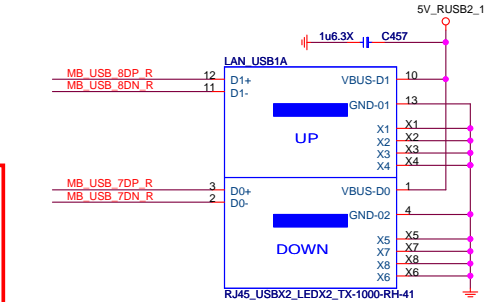 5V_RUSB2_1
1u6.3X C457
LAN_USB1A
MB_USB_8DP_R 12 D1+ VBUS-D1 10
MB_USB_8DN_R 11 D1-
GND-01 13
UP
X1 X1
X2 X2
X3 X3
X4 X4
MB_USB_7DP_R 3 D0+ VBUS-D0 1
MB_USB_7DN_R 2 D0-
GND-02 4
DOWN
X5 X5
X7 X7
X8 X8
X6 X6
RJ45_USBX2_LEDX2_TX-1000-RH-41